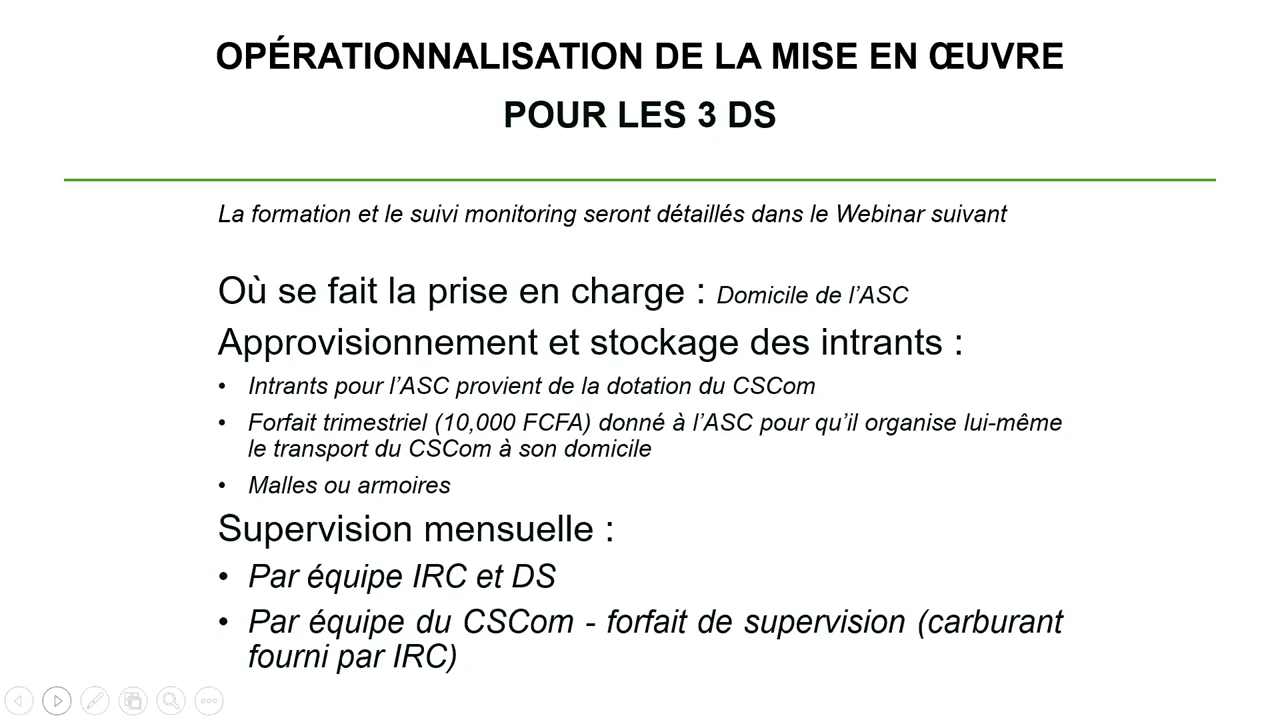 OPÉRATIONNALISATION DE LA MISE EN ŒUVRE
POUR LES 3 DS
La formation et le suivi monitoring seront détaillés dans le Webinar suivant
Où se fait la prise en charge : Domicile de l’ASC
Approvisionnement et stockage des intrants :
• Intrants pour l’ASC provient de la dotation du CSCom
• Forfait trimestriel (10,000 FCFA) donné à l’ASC pour qu’il organise lui-même
le transport du CSCom à son domicile
• Malles ou armoires
Supervision mensuelle :
• Par équipe IRC et DS
• Par équipe du CSCom - forfait de supervision (carburant
fourni par IRC)